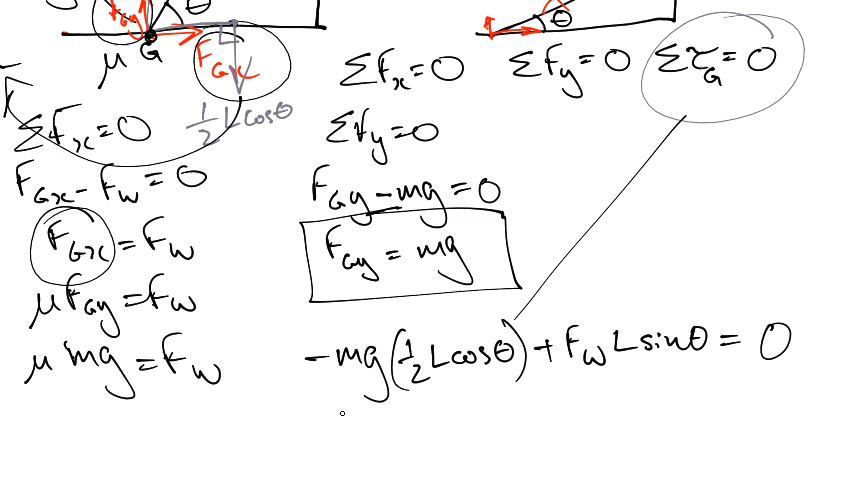 θ
θ
μ G
F_Gx
ΣF_x=0 ΣF_y=0 Στ_G=0
½ L cosθ
ΣF_x=0
ΣF_y=0
F_Gx - F_W = 0
F_Gy - mg = 0
F_Gx = F_W
F_Gy = mg
μF_Gy = F_W
μ mg = F_W
-mg(½ L cosθ) + F_W L sinθ = 0